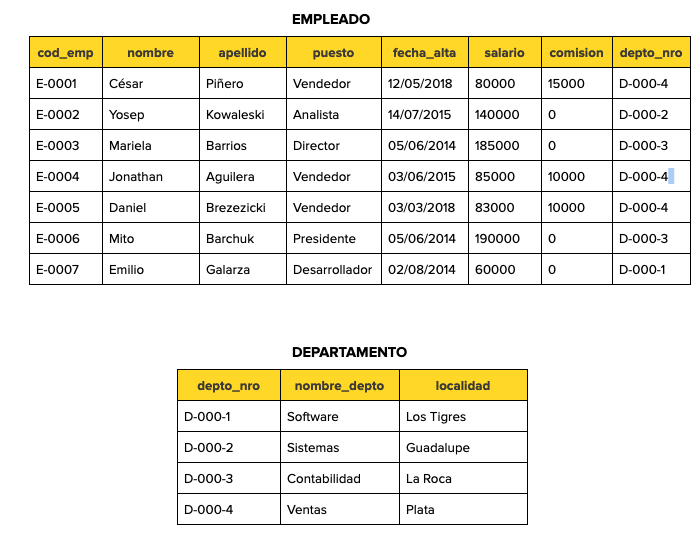 EMPLEADO
cod_emp nombre apellido puesto fecha_alta salario comision depto_nro
E-0001 César Piñero Vendedor 12/05/2018 80000 15000 D-000-4
E-0002 Yosep Kowaleski Analista 14/07/2015 140000 0 D-000-2
E-0003 Mariela Barrios Director 05/06/2014 185000 0 D-000-3
E-0004 Jonathan Aguilera Vendedor 03/06/2015 85000 10000 D-000-4
E-0005 Daniel Brezezicki Vendedor 03/03/2018 83000 10000 D-000-4
E-0006 Mito Barchuk Presidente 05/06/2014 190000 0 D-000-3
E-0007 Emilio Galarza Desarrollador 02/08/2014 60000 0 D-000-1
DEPARTAMENTO
depto_nro nombre_depto localidad
D-000-1 Software Los Tigres
D-000-2 Sistemas Guadalupe
D-000-3 Contabilidad La Roca
D-000-4 Ventas Plata